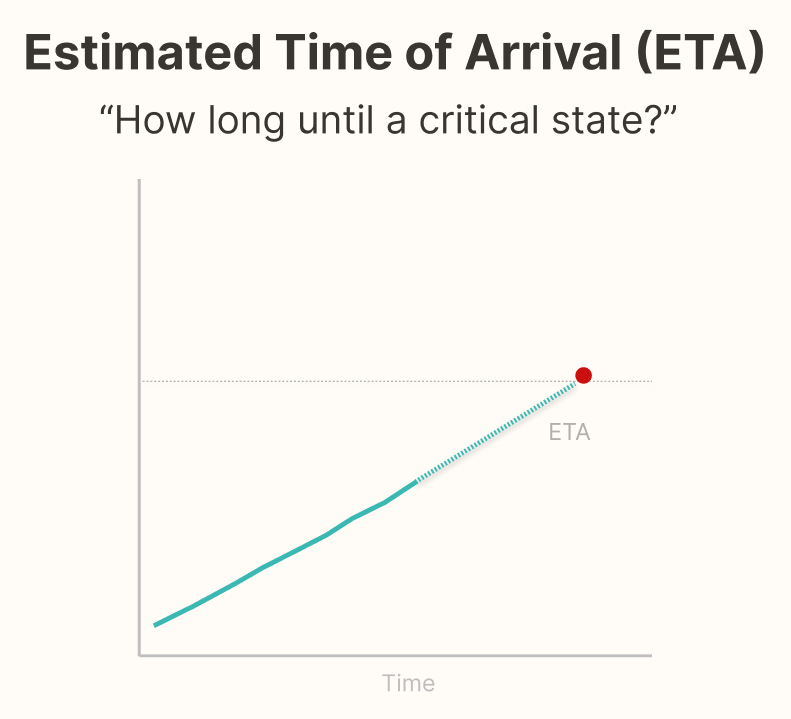 Estimated Time of Arrival (ETA)
“How long until a critical state?”
ETA
Time